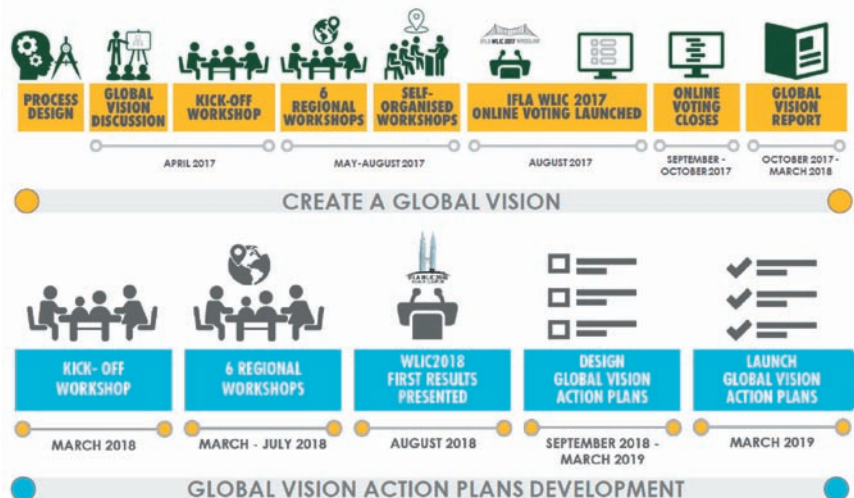 IFLA WLIC 2017
PROCESS
DESIGN
GLOBAL
VISION
DISCUSSION
KICK-OFF
WORKSHOP
6
REGIONAL
WORKSHOPS
SELF-
ORGANISED
WORKSHOPS
IFLA WLIC 2017
ONLINE VOTING LAUNCHED
ONLINE
VOTING
CLOSES
GLOBAL
VISION
REPORT
APRIL 2017
MAY-AUGUST 2017
AUGUST 2017
SEPTEMBER -
OCTOBER 2017
OCTOBER 2017 -
MARCH 2018
CREATE A GLOBAL VISION
KICK- OFF
WORKSHOP
6 REGIONAL
WORKSHOPS
WLIC2018
FIRST RESULTS
PRESENTED
DESIGN
GLOBAL VISION
ACTION PLANS
LAUNCH
GLOBAL VISION
ACTION PLANS
MARCH 2018
MARCH - JULY 2018
AUGUST 2018
SEPTEMBER 2018 -
MARCH 2019
MARCH 2019
GLOBAL VISION ACTION PLANS DEVELOPMENT